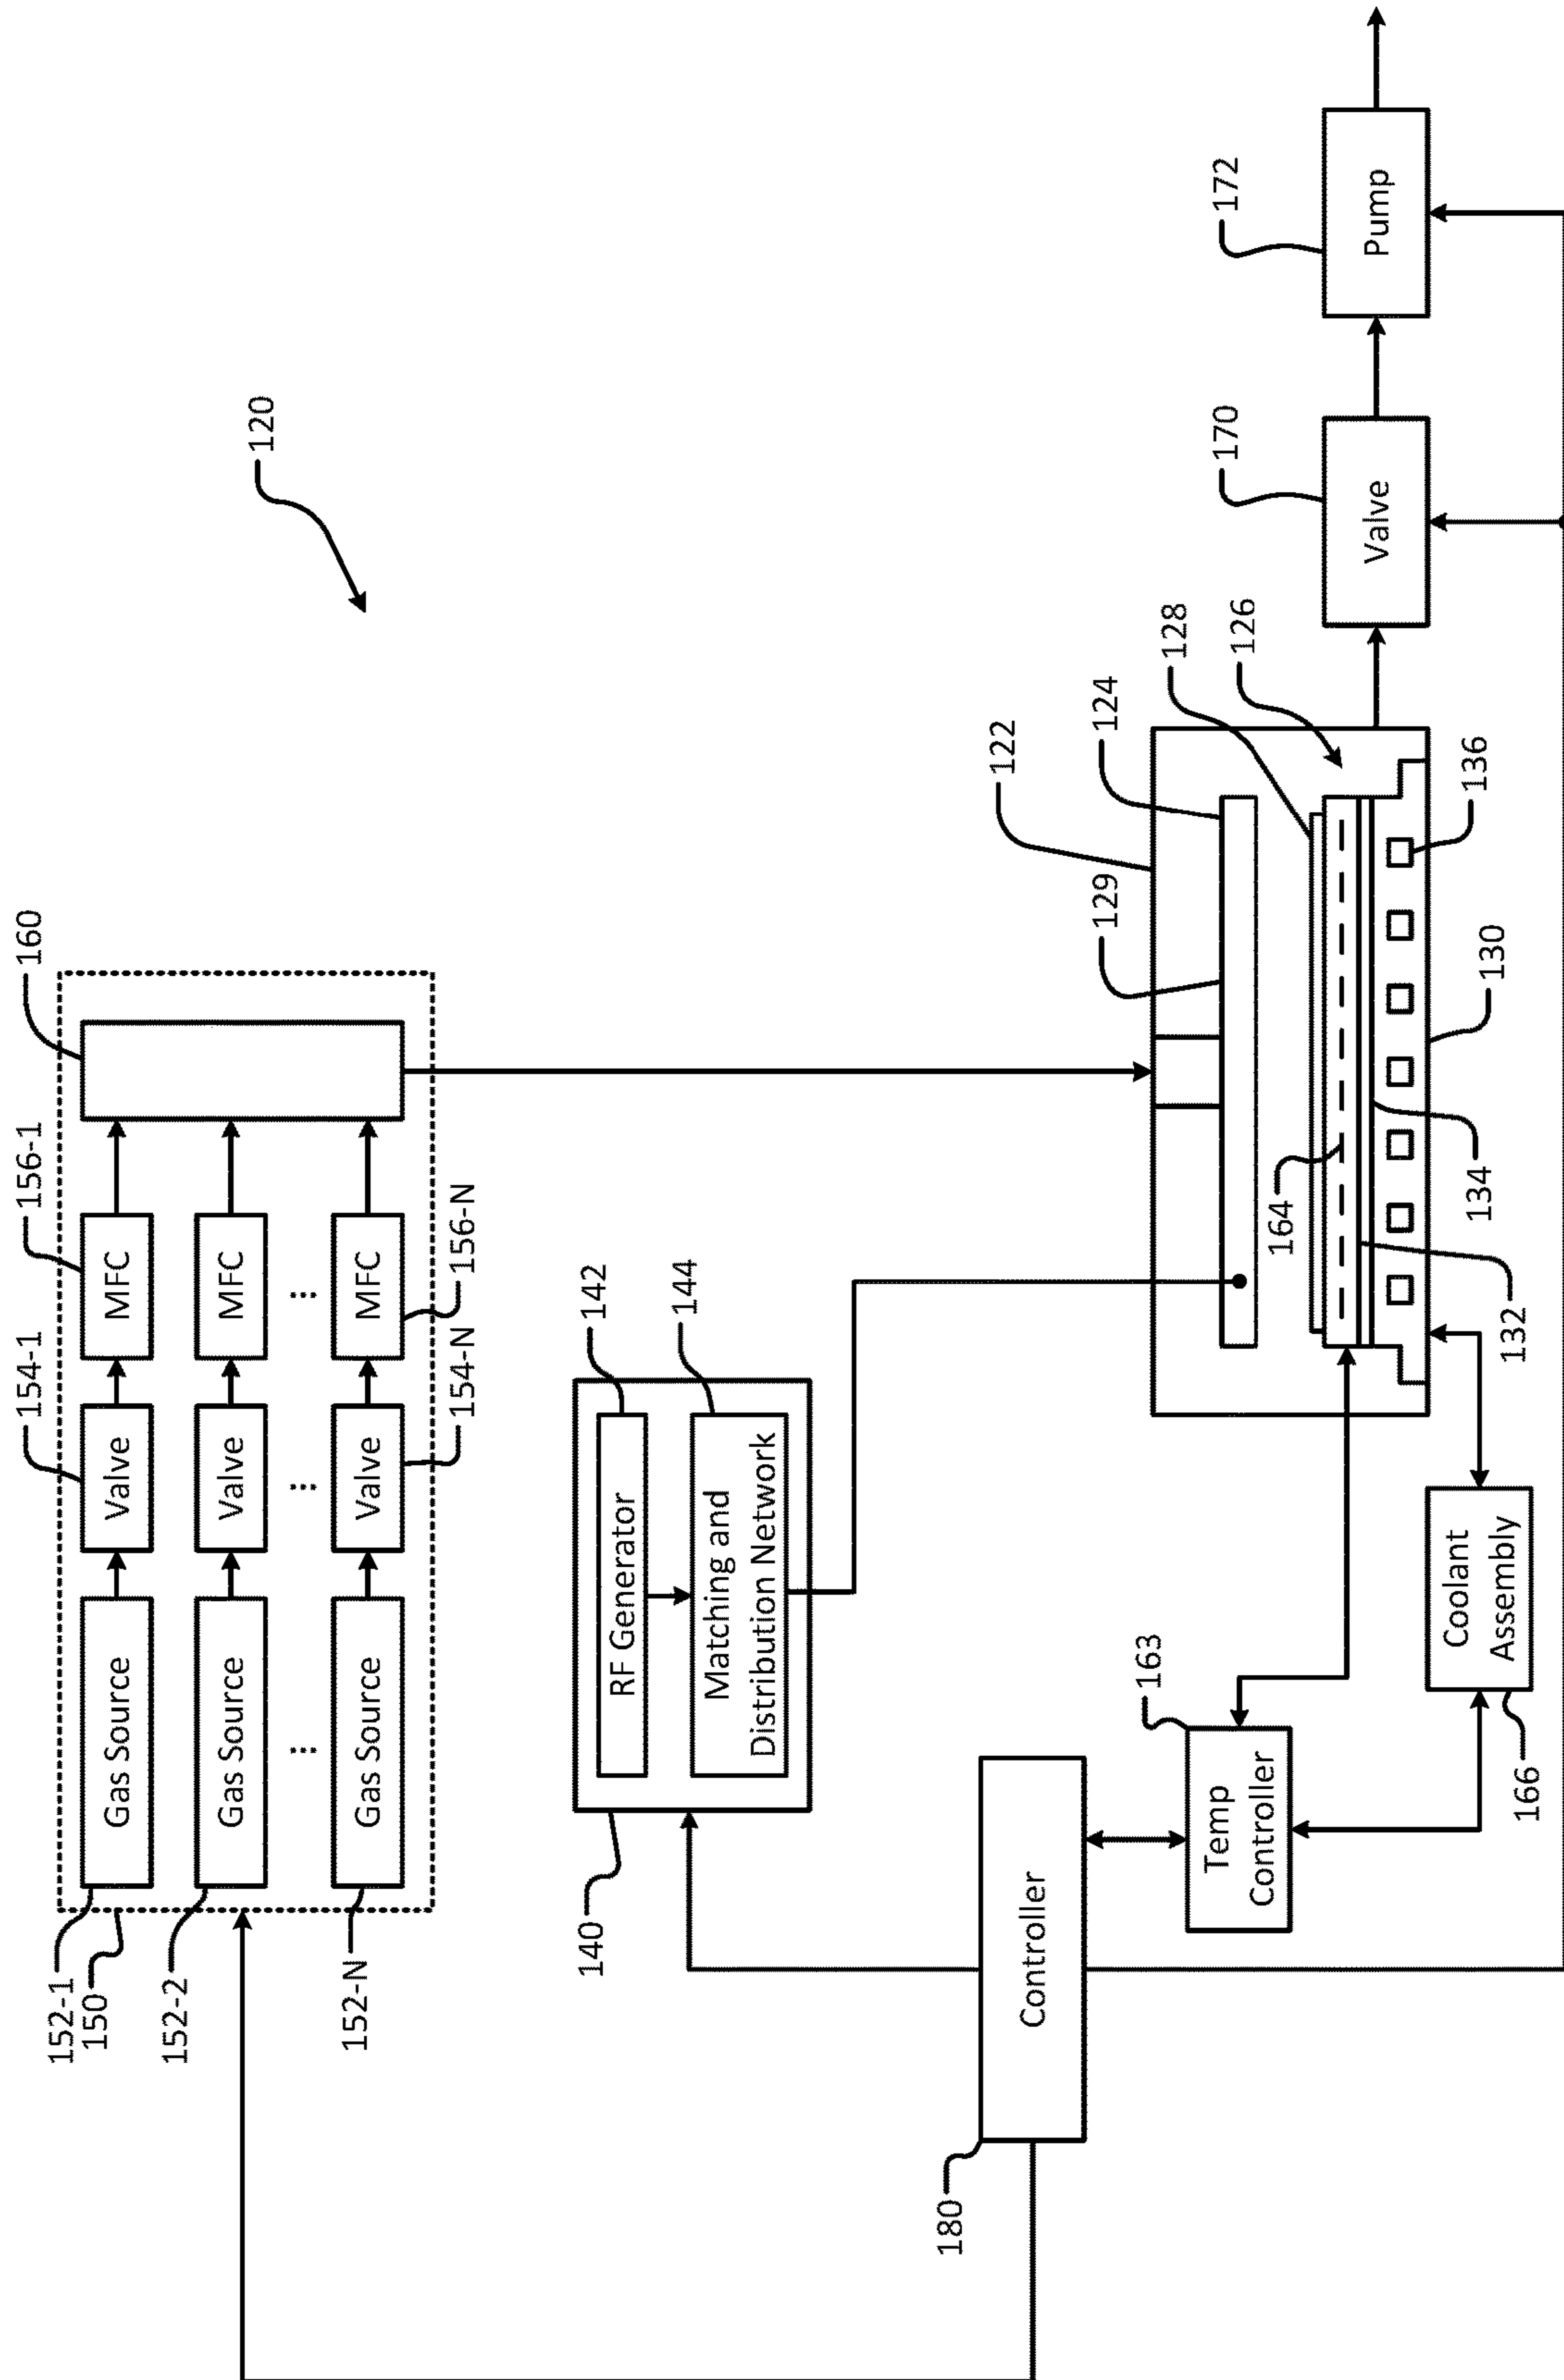 120
152-1
150
152-2
152-N
Gas Source
Gas Source
...
Gas Source
154-1
Valve
Valve
...
Valve
154-N
156-1
MFC
MFC
...
MFC
156-N
160
140
RF Generator
142
Matching and
Distribution Network
144
180
Controller
163
Temp
Controller
Coolant
Assembly
166
122
129
124
128
126
164
132
134
130
136
170
Valve
172
Pump